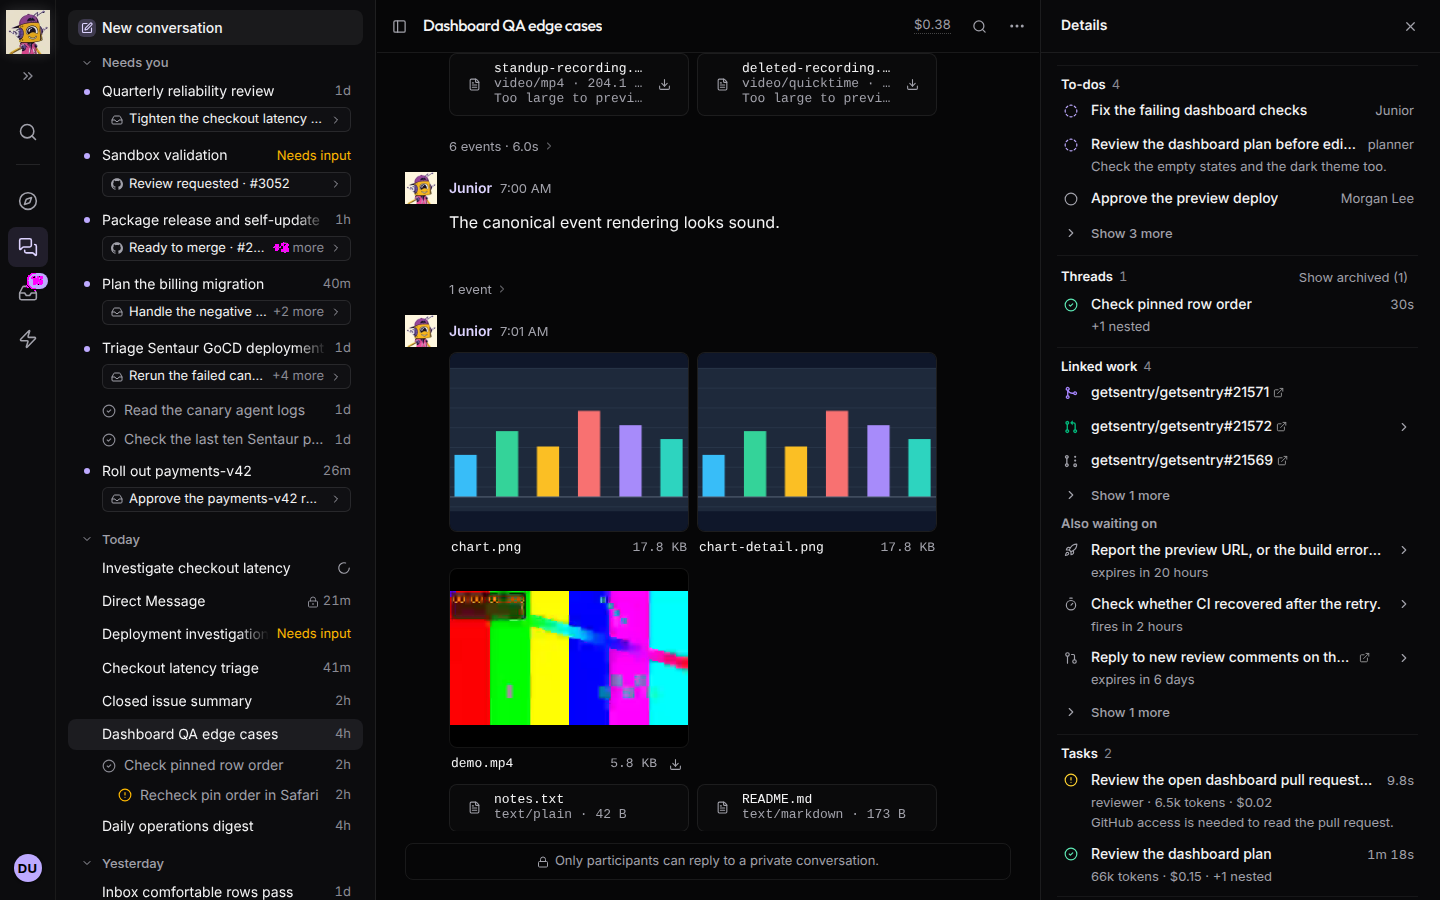 New conversation
Needs you
Quarterly reliability review 1d
Tighten the checkout latency ...
Sandbox validation Needs input
Review requested · #3052
Package release and self-update 1h
Ready to merge · #2... more
Plan the billing migration 40m
Handle the negative ... +2 more
Triage Sentaur GoCD deployment 1d
Rerun the failed can... +4 more
Read the canary agent logs 1d
Check the last ten Sentaur p... 1d
Roll out payments-v42 26m
Approve the payments-v42 r...
Today
Investigate checkout latency
Direct Message 21m
Deployment investigation Needs input
Checkout latency triage 41m
Closed issue summary 2h
Dashboard QA edge cases 4h
Check pinned row order 2h
Recheck pin order in Safari 2h
Daily operations digest 4h
Yesterday
Inbox comfortable rows pass 1d
DU
Dashboard QA edge cases $0.38
standup-recording.…
video/mp4 · 204.1 …
Too large to previ…
deleted-recording.…
video/quicktime · …
Too large to previ…
6 events · 6.0s
Junior 7:00 AM
The canonical event rendering looks sound.
1 event
Junior 7:01 AM
chart.png 17.8 KB
chart-detail.png 17.8 KB
demo.mp4 5.8 KB
notes.txt
text/plain · 42 B
README.md
text/markdown · 173 B
Only participants can reply to a private conversation.
Details
To-dos 4
Fix the failing dashboard checks Junior
Review the dashboard plan before edi... planner
Check the empty states and the dark theme too.
Approve the preview deploy Morgan Lee
Show 3 more
Threads 1 Show archived (1)
Check pinned row order 30s
+1 nested
Linked work 4
getsentry/getsentry#21571
getsentry/getsentry#21572
getsentry/getsentry#21569
Show 1 more
Also waiting on
Report the preview URL, or the build error...
expires in 20 hours
Check whether CI recovered after the retry.
fires in 2 hours
Reply to new review comments on th...
expires in 6 days
Show 1 more
Tasks 2
Review the open dashboard pull request... 9.8s
reviewer · 6.5k tokens · $0.02
GitHub access is needed to read the pull request.
Review the dashboard plan 1m 18s
66k tokens · $0.15 · +1 nested